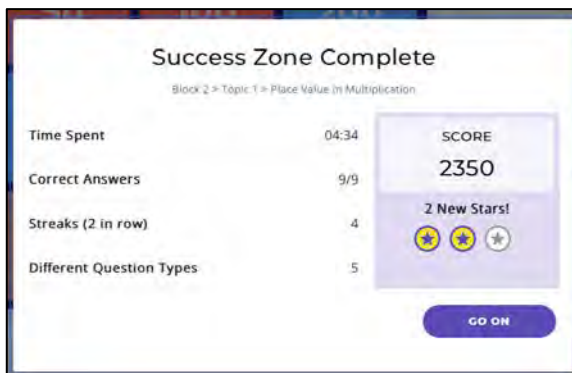 Success Zone Complete
Block 2 > Topic 1 > Place Value in Multiplication
Time Spent 04:34
Correct Answers 9/9
Streaks (2 in row) 4
Different Question Types 5
SCORE
2350
2 New Stars!
GO ON